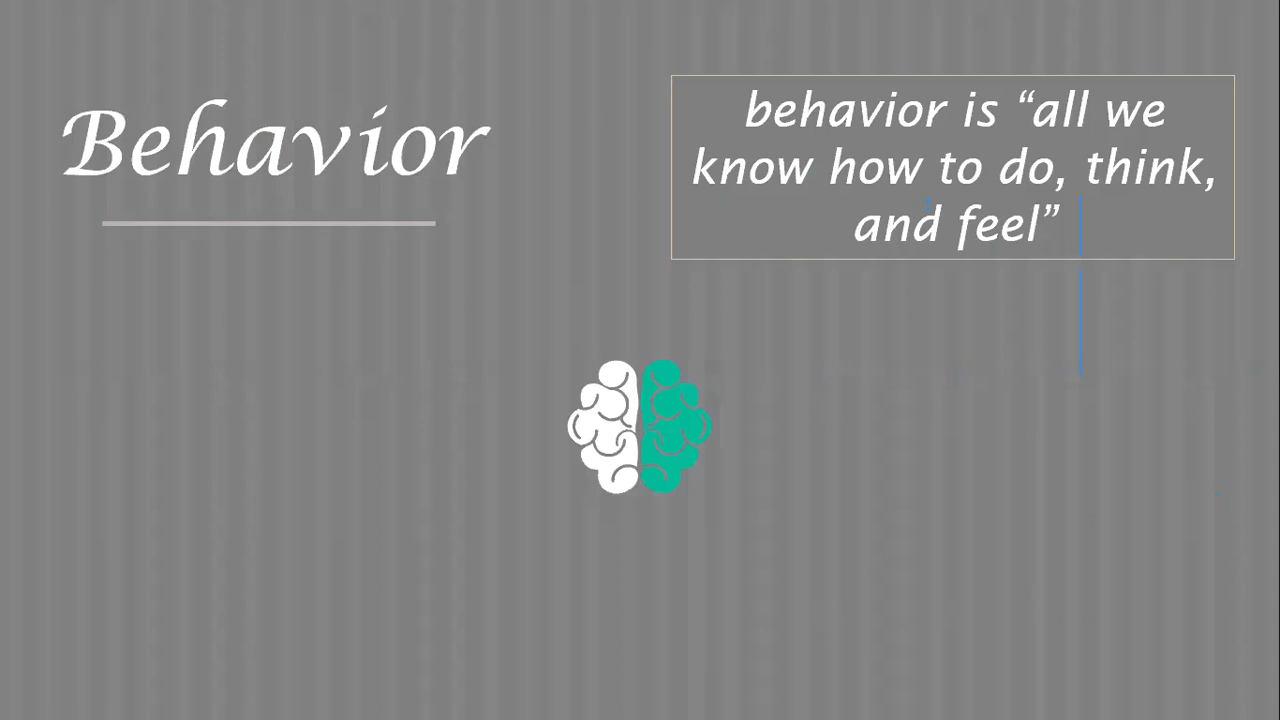 Behavior
behavior is “all we
know how to do, think,
and feel”